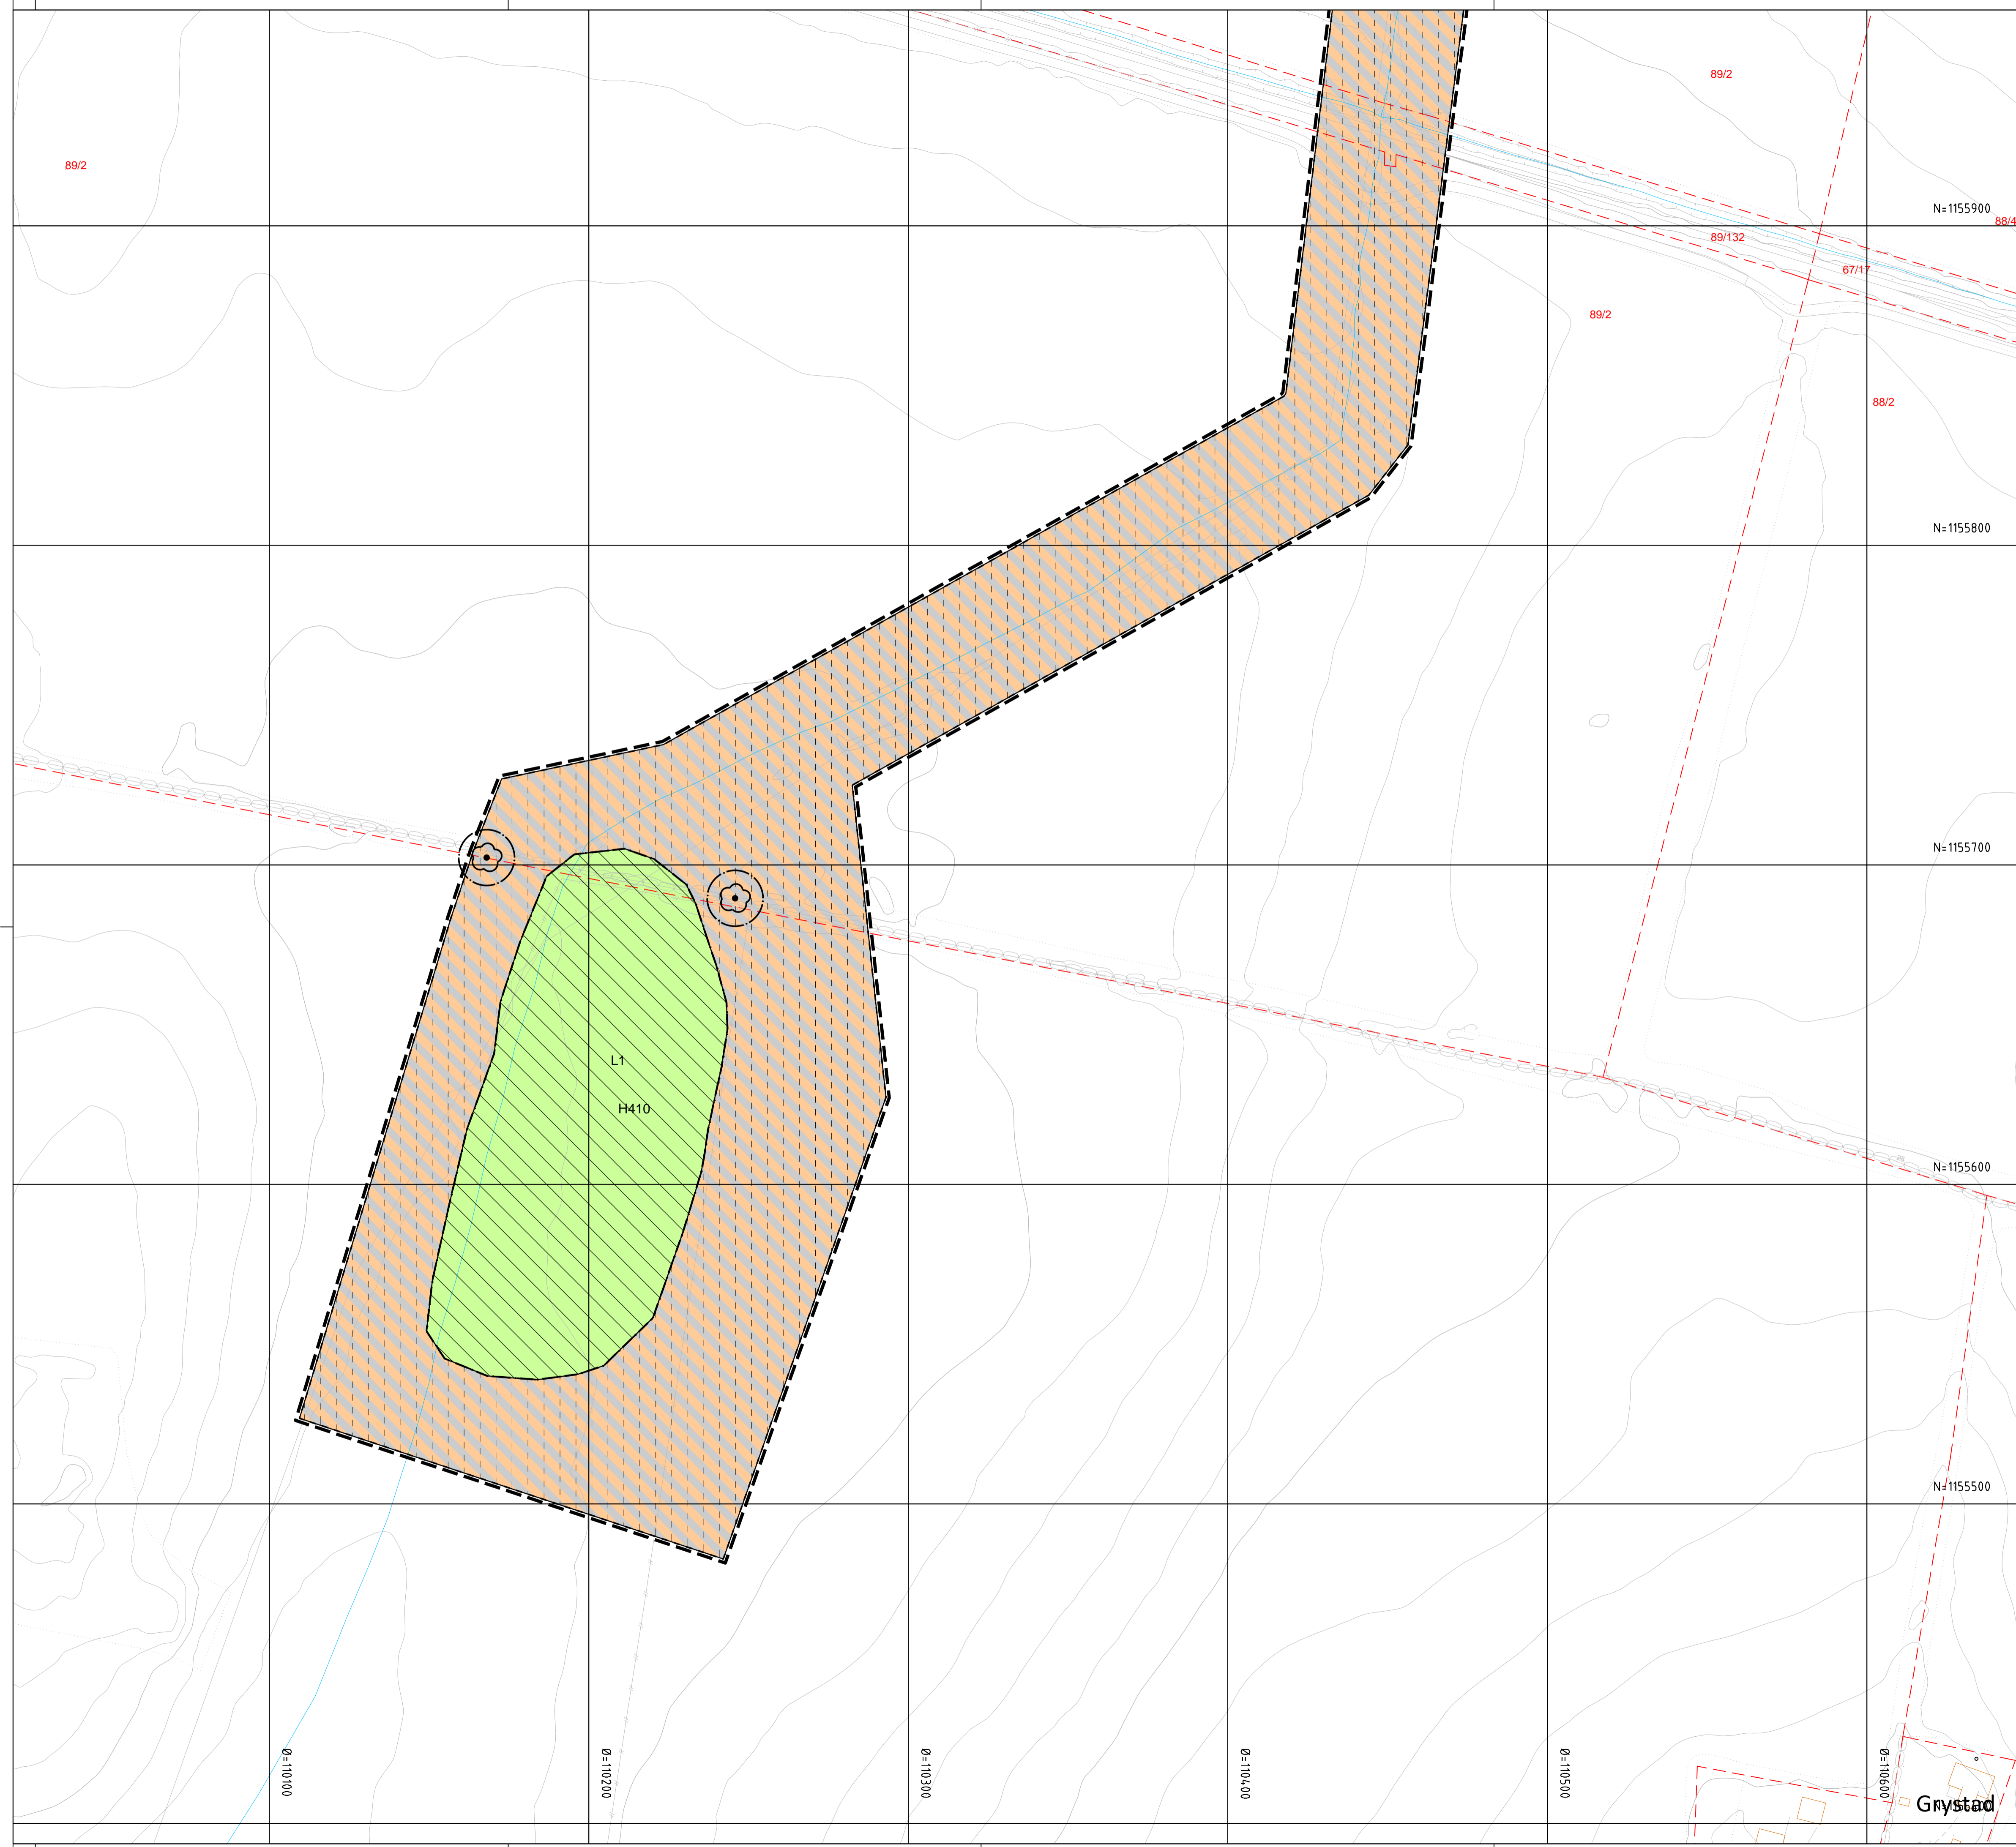 89/2
89/2
N=1155900
88/4
89/132
67/17
89/2
88/2
N=1155800
N=1155700
L1
H410
N=1155600
N=1155500
Ø=110100
Ø=110200
Ø=110300
Ø=110400
Ø=110500
Ø=110600
Grystad